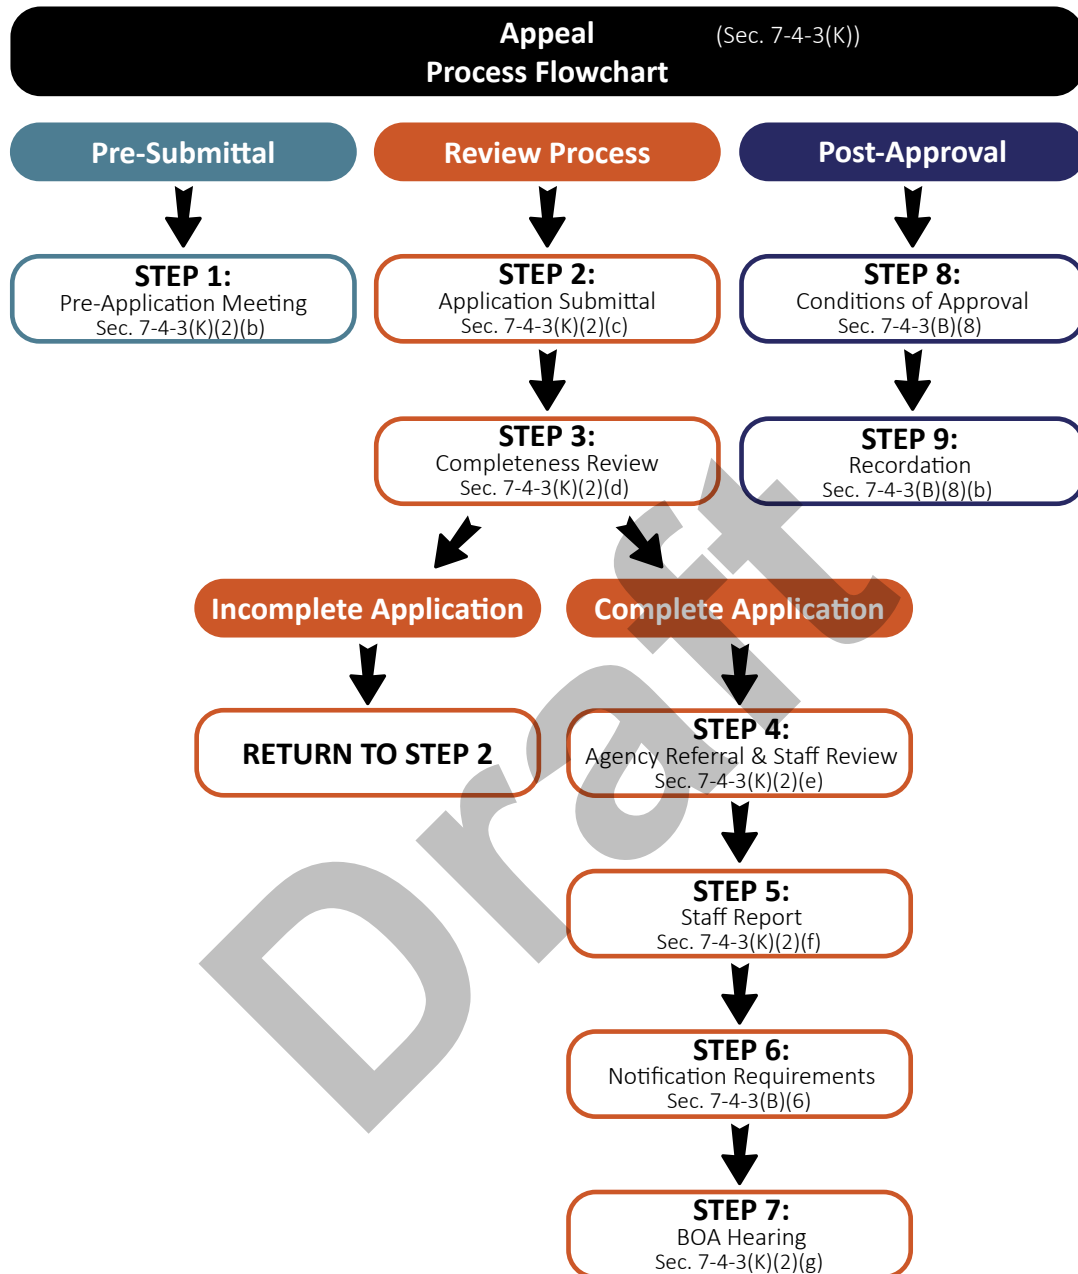 Appeal (Sec. 7-4-3(K))
Process Flowchart
Pre-Submittal
STEP 1:
Pre-Application Meeting
Sec. 7-4-3(K)(2)(b)
Review Process
STEP 2:
Application Submittal
Sec. 7-4-3(K)(2)(c)
STEP 3:
Completeness Review
Sec. 7-4-3(K)(2)(d)
Incomplete Application
RETURN TO STEP 2
Complete Application
STEP 4:
Agency Referral & Staff Review
Sec. 7-4-3(K)(2)(e)
STEP 5:
Staff Report
Sec. 7-4-3(K)(2)(f)
STEP 6:
Notification Requirements
Sec. 7-4-3(B)(6)
STEP 7:
BOA Hearing
Sec. 7-4-3(K)(2)(g)
Post-Approval
STEP 8:
Conditions of Approval
Sec. 7-4-3(B)(8)
STEP 9:
Recordation
Sec. 7-4-3(B)(8)(b)
Draft